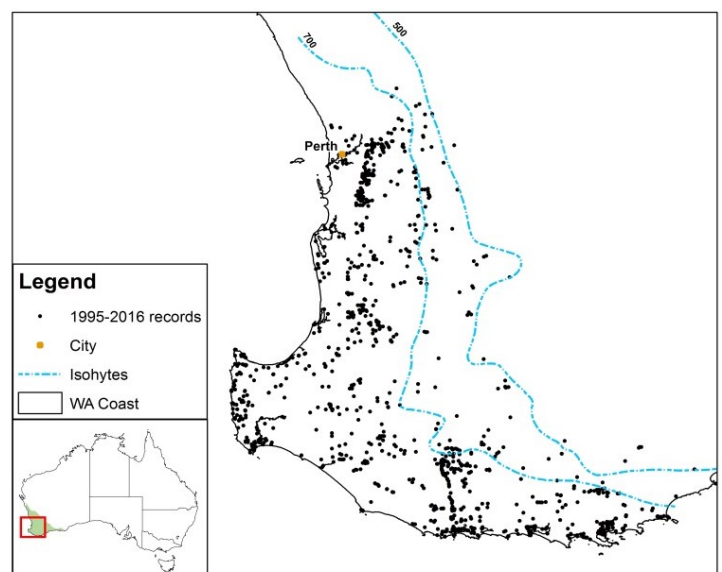 700
500
Perth
Legend
1995-2016 records
City
Isohytes
WA Coast